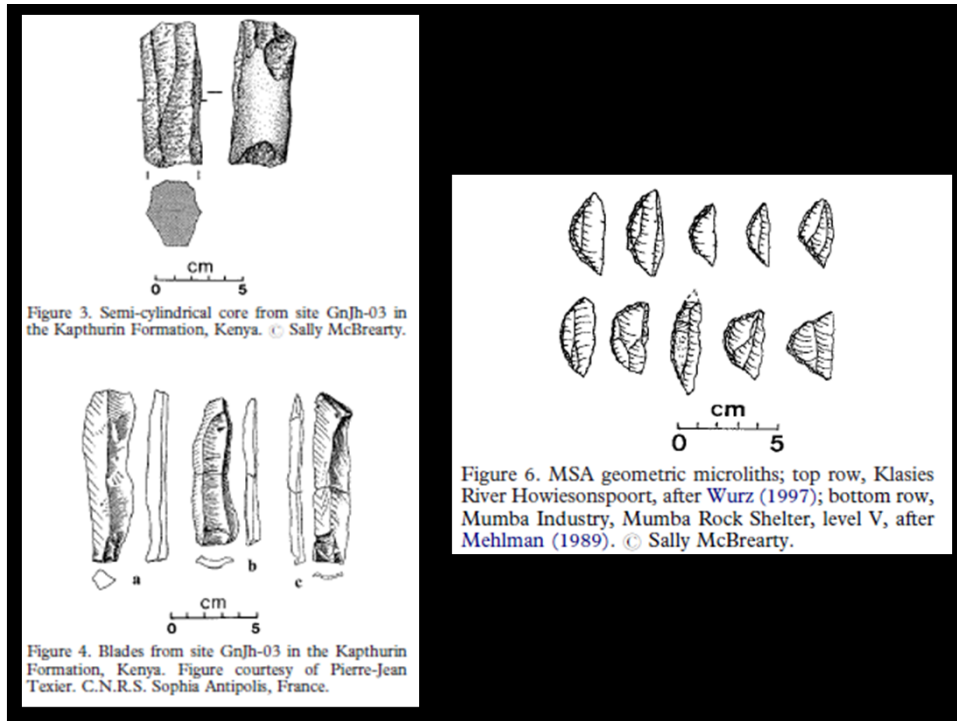 cm
0 5
Figure 3. Semi-cylindrical core from site GnJh-03 in
the Kapthurin Formation, Kenya. © Sally McBrearty.
a b c
cm
0 5
Figure 4. Blades from site GnJh-03 in the Kapthurin
Formation, Kenya. Figure courtesy of Pierre-Jean
Texier. C.N.R.S. Sophia Antipolis, France.
cm
0 5
Figure 6. MSA geometric microliths; top row, Klasies
River Howiesonspoort, after Wurz (1997); bottom row,
Mumba Industry, Mumba Rock Shelter, level V, after
Mehlman (1989). © Sally McBrearty.